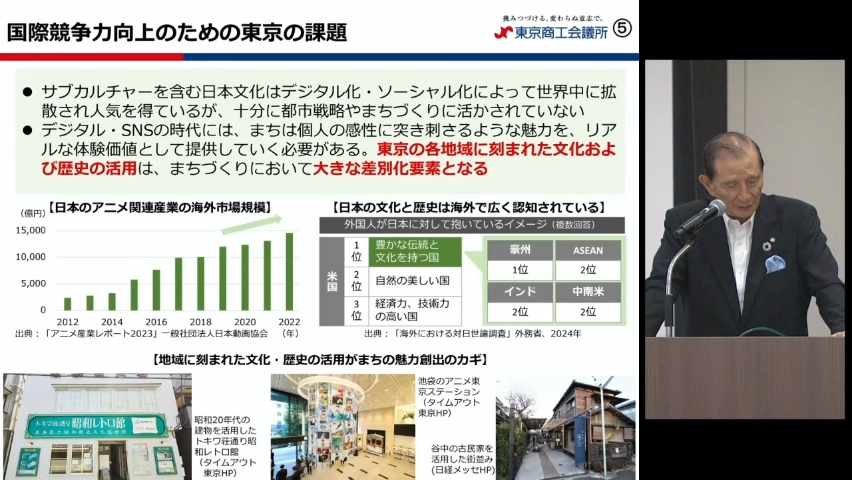 国際競争力向上のための東京の課題
挑みつづける、変わらぬ意志で。
東京商工会議所
⑤
● サブカルチャーを含む日本文化はデジタル化・ソーシャル化によって世界中に拡
散され人気を得ているが、十分に都市戦略やまちづくりに活かされていない
● デジタル・SNSの時代には、まちは個人の感性に突き刺さるような魅力を、リア
ルな体験価値として提供していく必要がある。東京の各地域に刻まれた文化およ
び歴史の活用は、まちづくりにおいて大きな差別化要素となる
【日本のアニメ関連産業の海外市場規模】
(億円)
15,000
10,000
5,000
0
2012 2014 2016 2018 2020 2022
(年)
出典：「アニメ産業レポート2023」一般社団法人日本動画協会
【日本の文化と歴史は海外で広く認知されている】
外国人が日本に対して抱いているイメージ（複数回答）
米国
1位 豊かな伝統と文化を持つ国
2位 自然の美しい国
3位 経済力、技術力の高い国
豪州 ASEAN
1位 2位
インド 中南米
2位 2位
出典：「海外における対日世論調査」外務省、2024年
【地域に刻まれた文化・歴史の活用がまちの魅力創出のカギ】
トキワ荘通り 昭和レトロ館
昭和20年代の
建物を活用した
トキワ荘通り昭
和レトロ館
（タイムアウト
東京HP）
池袋のアニメ東
京ステーション
（タイムアウト
東京HP）
谷中の古民家を
活用した街並み
(日経メッセHP)